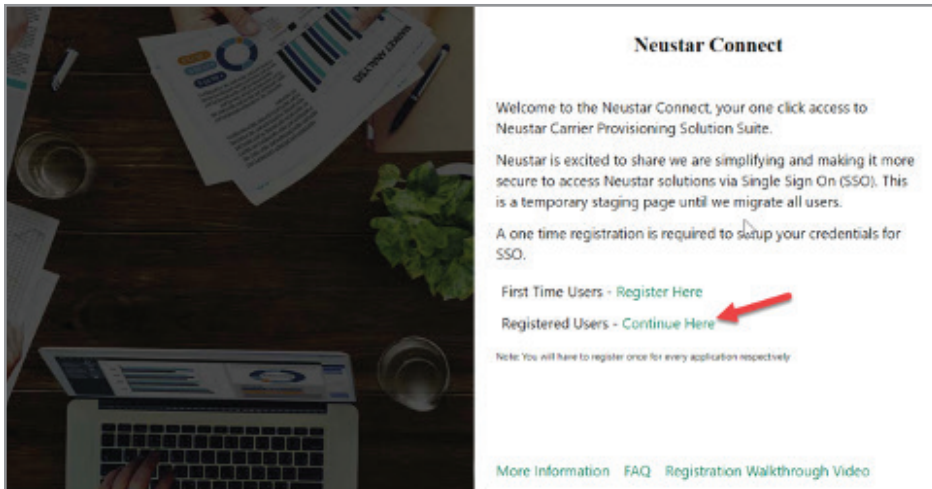 MARKET ANALYSIS
Neustar Connect
Welcome to the Neustar Connect, your one click access to
Neustar Carrier Provisioning Solution Suite.
Neustar is excited to share we are simplifying and making it more
secure to access Neustar solutions via Single Sign On (SSO). This
is a temporary staging page until we migrate all users.
A one time registration is required to setup your credentials for
SSO.
First Time Users - Register Here
Registered Users - Continue Here
Note: You will have to register once for every application respectively
More Information FAQ Registration Walkthrough Video